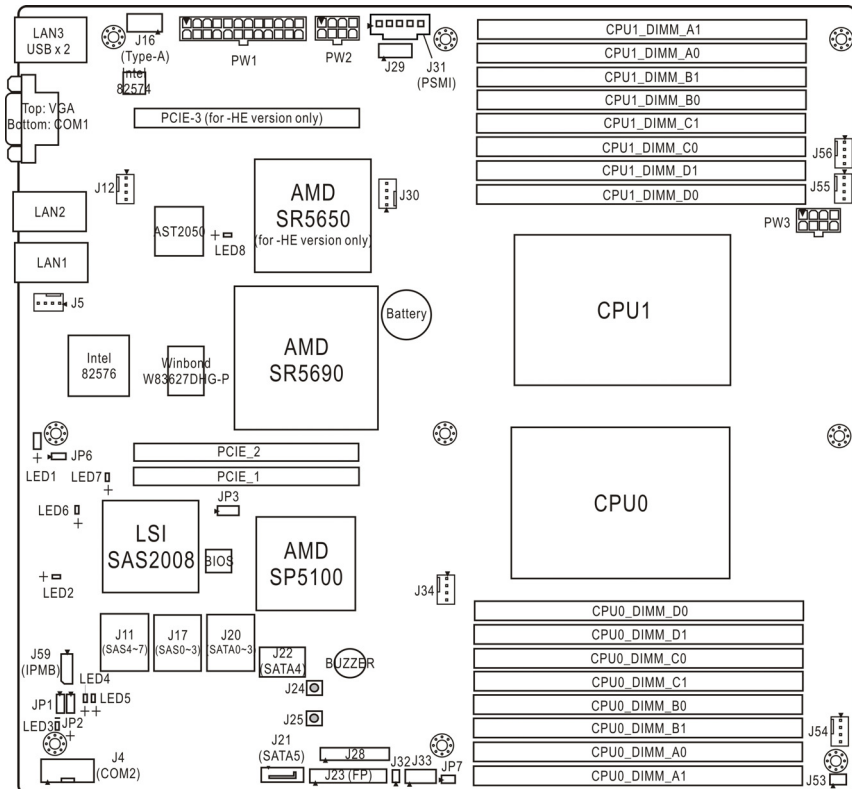 LAN3
USB x 2
J16
(Type-A)
Intel
82574
PW1
PW2
J29
J31
(PSMI)
CPU1_DIMM_A1
CPU1_DIMM_A0
CPU1_DIMM_B1
CPU1_DIMM_B0
CPU1_DIMM_C1
CPU1_DIMM_C0
CPU1_DIMM_D1
CPU1_DIMM_D0
Top: VGA
Bottom: COM1
PCIE-3 (for -HE version only)
J56
J55
PW3
J12
LAN2
LAN1
AST2050
LED8
AMD
SR5650
(for -HE version only)
J30
J5
Battery
CPU1
Intel
82576
Winbond
W83627DHG-P
AMD
SR5690
JP6
LED1
LED7
PCIE_2
PCIE_1
JP3
LED6
LSI
SAS2008
BIOS
AMD
SP5100
CPU0
LED2
J34
J11
(SAS4~7)
J17
(SAS0~3)
J20
(SATA0~3)
J22
(SATA4)
BUZZER
J59
(IPMB)
LED4
JP1
LED5
LED3
JP2
J24
J25
J4
(COM2)
J21
(SATA5)
J28
J23 (FP)
J32
J33
JP7
CPU0_DIMM_D0
CPU0_DIMM_D1
CPU0_DIMM_C0
CPU0_DIMM_C1
CPU0_DIMM_B0
CPU0_DIMM_B1
CPU0_DIMM_A0
CPU0_DIMM_A1
J54
J53